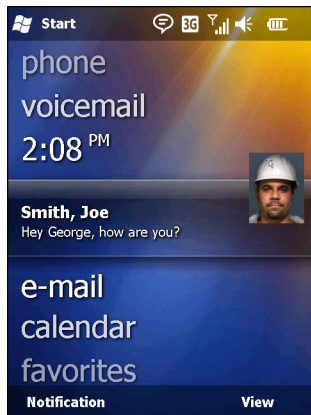 Start
3G
phone
voicemail
2:08 PM
Smith, Joe
Hey George, how are you?
e-mail
calendar
favorites
Notification
View